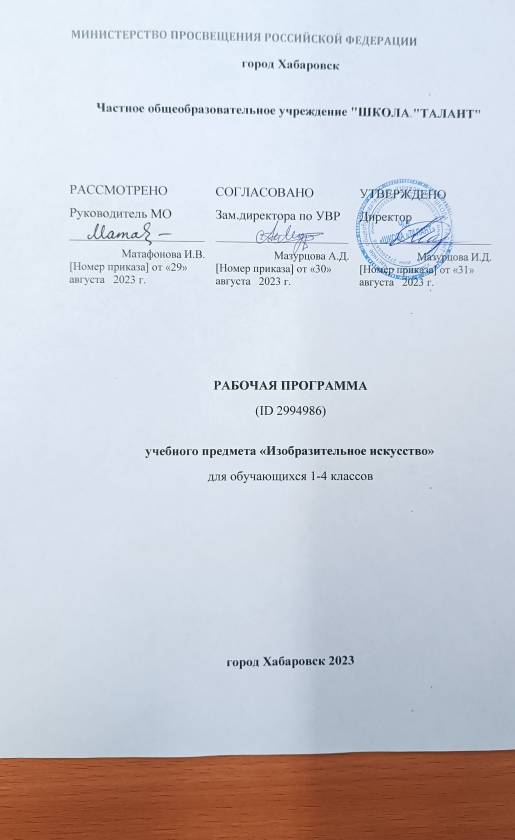 МИНИСТЕРСТВО ПРОСВЕЩЕНИЯ РОССИЙСКОЙ ФЕДЕРАЦИИ
город Хабаровск
Частное общеобразовательное учреждение "ШКОЛА "ТАЛАНТ"
РАССМОТРЕНО
Руководитель МО
Матафонова И.В.
[Номер приказа] от «29»
августа 2023 г.
СОГЛАСОВАНО
Зам.директора по УВР
Мазурцова А.Д.
[Номер приказа] от «30»
августа 2023 г.
УТВЕРЖДЕНО
Директор
Мазурцова И.Д.
[Номер приказа] от «31»
августа 2023 г.
РАБОЧАЯ ПРОГРАММА
(ID 2994986)
учебного предмета «Изобразительное искусство»
для обучающихся 1-4 классов
город Хабаровск 2023